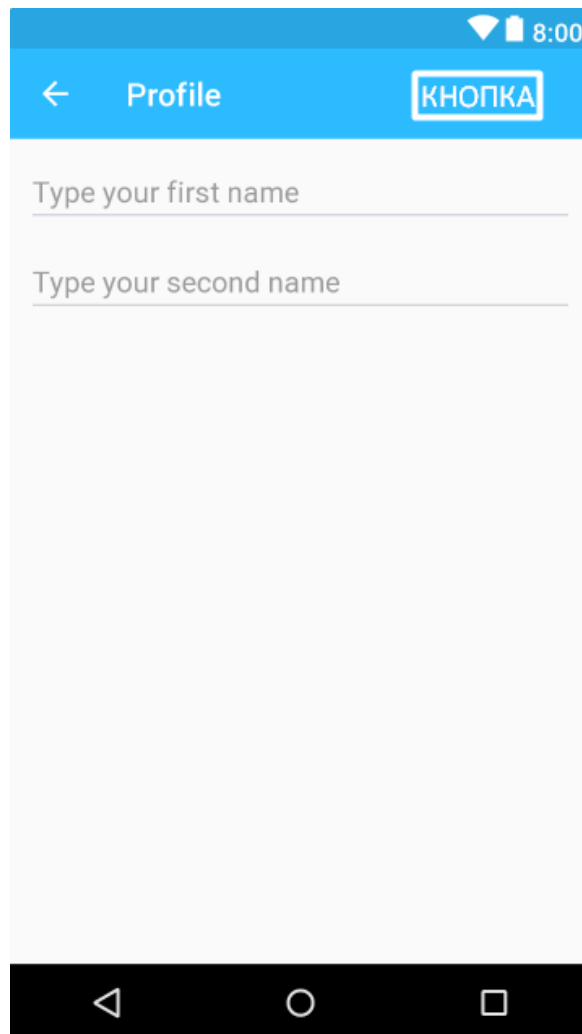 8:00
Profile
КНОПКА
Type your first name
Type your second name